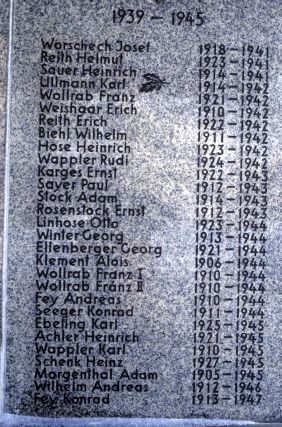 1939 – 1945
Worschech Josef 1918 – 1941
Reith Helmut 1923 – 1941
Sauer Heinrich 1914 – 1941
Ullmann Karl 1914 – 1942
Wollrab Franz 1921 – 1942
Weishaar Erich 1910 – 1942
Reith Erich 1922 – 1942
Biehl Wilhelm 1911 – 1942
Hose Heinrich 1923 – 1942
Wappler Rudi 1924 – 1942
Karges Ernst 1922 – 1943
Sauer Paul 1912 – 1943
Stock Adam 1914 – 1943
Rosenstock Ernst 1912 – 1943
Linhose Otto 1923 – 1944
Winter Georg 1913 – 1944
Ellenberger Georg 1921 – 1944
Klement Alois 1906 – 1944
Wollrab Franz I 1910 – 1944
Wollrab Franz II 1910 – 1944
Fey Andreas 1910 – 1944
Seeger Konrad 1911 – 1944
Ebeling Karl 1925 – 1945
Achler Heinrich 1921 – 1945
Wappler Karl 1910 – 1945
Schenk Heinz 1927 – 1945
Margenthal Adam 1905 – 1945
Wilhelm Andreas 1912 – 1946
Fey Konrad 1913 – 1947